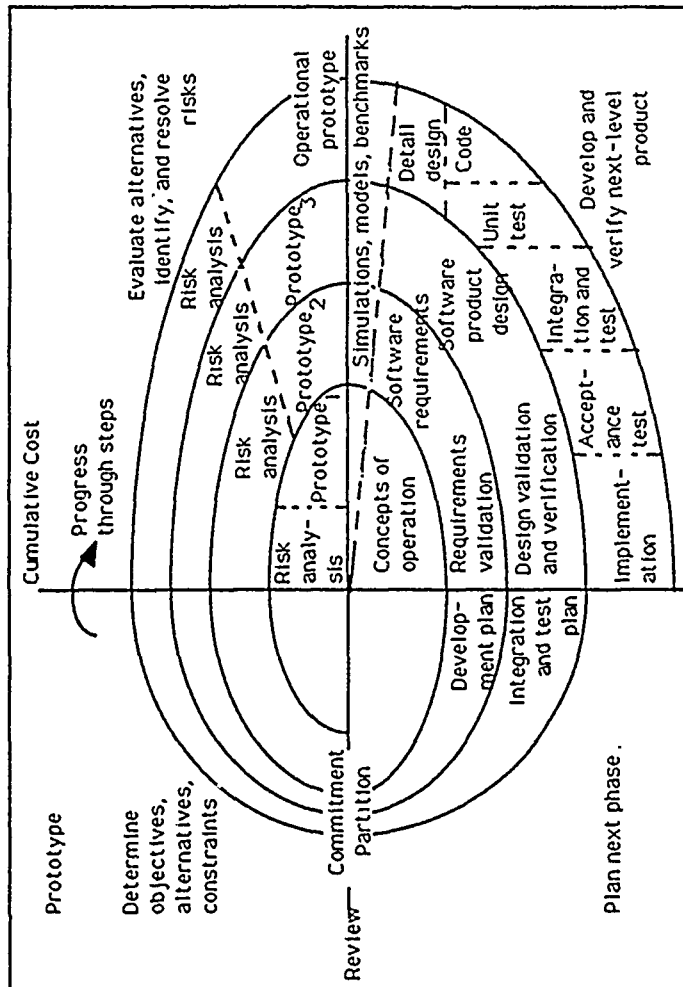 Prototype
Cumulative Cost
Progress
through steps
Determine
objectives,
alternatives,
constraints
Evaluate alternatives,
identify, and resolve
risks
Risk
analysis
Risk
analysis
Risk
analysis
Risk
analy-
sis
Prototype
1
Prototype
2
Prototype
3
Operational
prototype
Review
Commitment
Partition
Simulations, models, benchmarks
Concepts of
operation
Software
requirements
Software
product
design
Detail
design
Code
Unit
test
Develop-
ment plan
Requirements
validation
Integration
and test
plan
Design validation
and verification
Integra-
tion and
test
Accept-
ance
test
Implement-
ation
Plan next phase.
Develop and
verify next-level
product